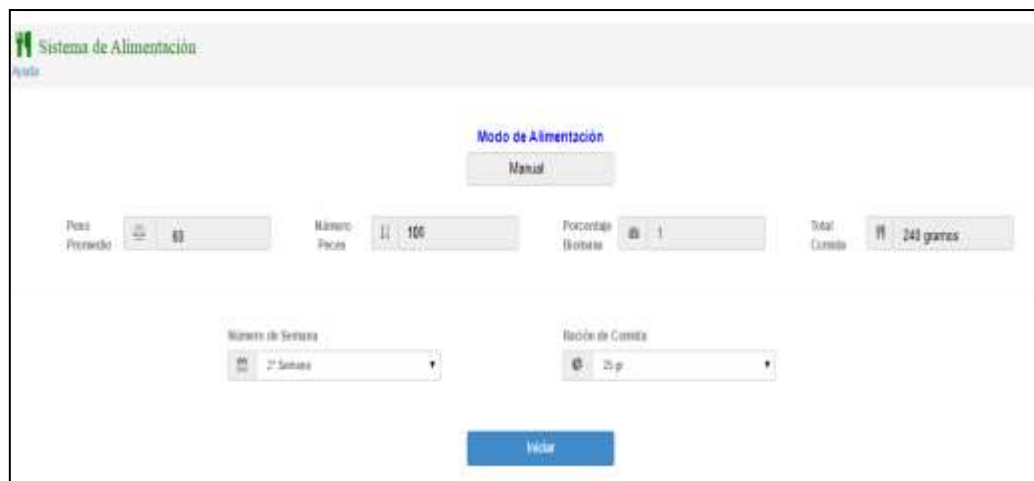 Sistema de Alimentación
Ayuda
Modo de Alimentación
Manual
Peso Promedio
Número Peces 100
Porcentaje Biomasa 1
Total Comida 240 gramos
Número de Semana
Ración de Comida
2° Semana
25 gr
Iniciar